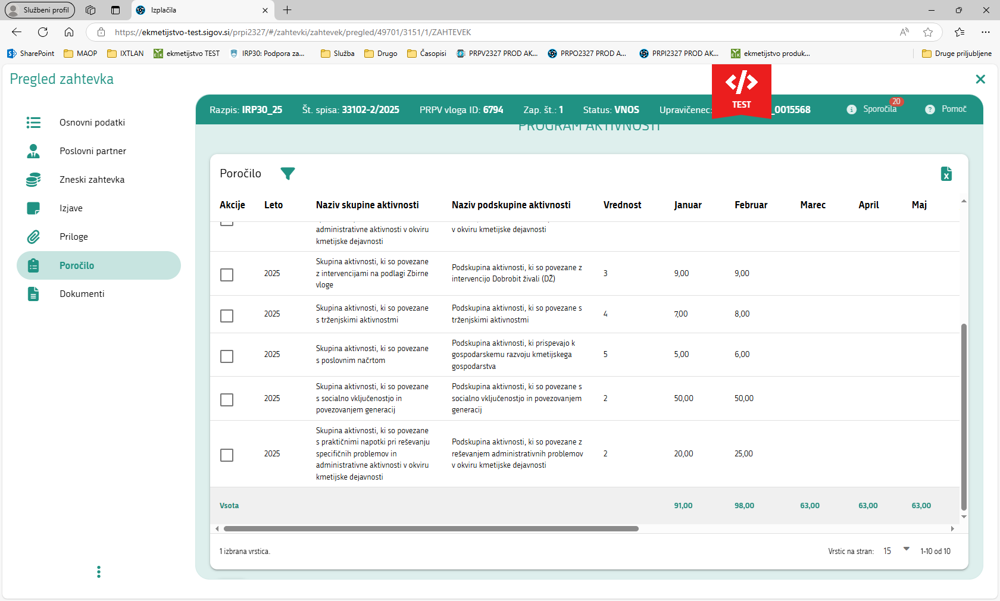 Službeni profil
Izplačila
https://ekmetijstvo-test.sigov.si/prpi2327/#/zahtevki/zahtevek/pregled/49701/3151/1/ZAHTEVEK
SharePoint MAOP IXTLAN ekmetijstvo TEST IRP30: Podpora za... Služba Drugo Časopisi PRPV2327 PROD AK... PRPO2327 PROD A... PRPI2327 PROD AK... ekmetijstvo produk... Druge priljubljene
Pregled zahtevka
TEST
Razpis: IRP30_25 Št. spisa: 33102-2/2025 PRPV vloga ID: 6794 Zap. št.: 1 Status: VNOS Upravičenec: _0015568 Sporočila 20 Pomoč
Osnovni podatki
Poslovni partner
Zneski zahtevka
Izjave
Priloge
Poročilo
Dokumenti
PROGRAM AKTIVNOSTI
Poročilo
Akcije Leto Naziv skupine aktivnosti Naziv podskupine aktivnosti Vrednost Januar Februar Marec April Maj
administrativne aktivnosti v okviru
kmetijske dejavnosti
v okviru kmetijske dejavnosti
2025
Skupina aktivnosti, ki so povezane
z intervencijami na podlagi Zbirne
vloge
Podskupina aktivnosti, ki so povezane z
intervencijo Dobrobit živali (DŽ)
3 9,00 9,00
2025
Skupina aktivnosti, ki so povezane
s trženjskimi aktivnostmi
Podskupina aktivnosti, ki so povezane s
trženjskimi aktivnostmi
4 7,00 8,00
2025
Skupina aktivnosti, ki so povezane
s poslovnim načrtom
Podskupina aktivnosti, ki prispevajo k
gospodarskemu razvoju kmetijskega
gospodarstva
5 5,00 6,00
2025
Skupina aktivnosti, ki so povezane
s socialno vključenostjo in
povezovanjem generacij
Podskupina aktivnosti, ki so povezane s
socialno vključenostjo in povezovanjem
generacij
2 50,00 50,00
2025
Skupina aktivnosti, ki so povezane
s praktičnimi napotki pri reševanju
specifičnih problemov in
administrativne aktivnosti v okviru
kmetijske dejavnosti
Podskupina aktivnosti, ki so povezane z
reševanjem administrativnih problemov
v okviru kmetijske dejavnosti
2 20,00 25,00
Vsota 91,00 98,00 63,00 63,00 63,00
1 izbrana vrstica. Vrstic na stran: 15 1-10 od 10